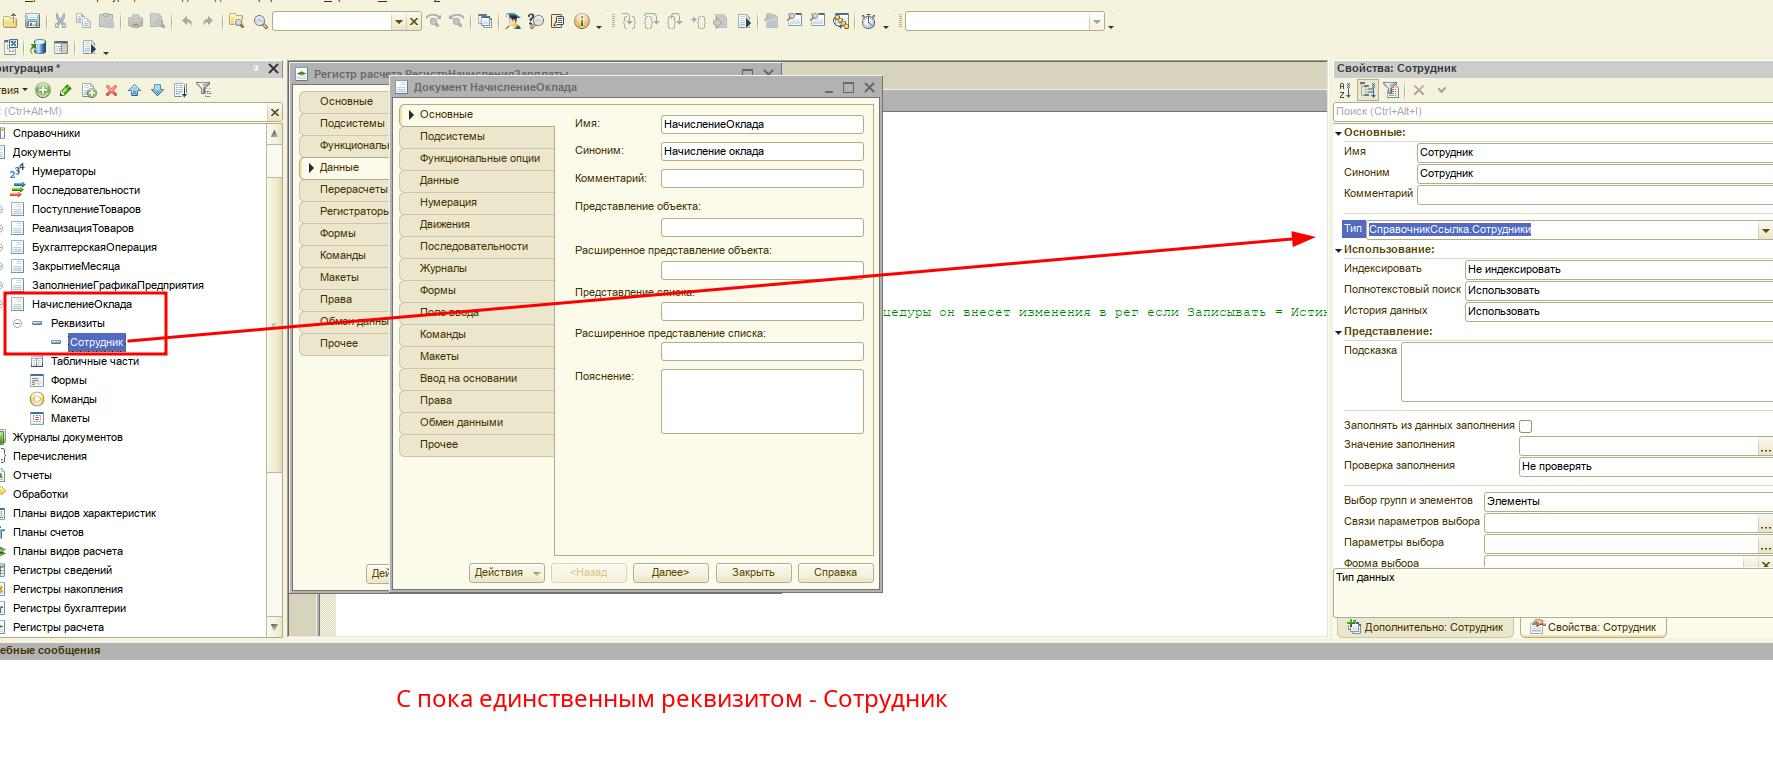 игурация *
вия
(Ctrl+Alt+M)
Справочники
Документы
Нумераторы
Последовательности
ПоступлениеТоваров
РеализацияТоваров
БухгалтерскаяОперация
ЗакрытиеМесяца
ЗаполнениеГрафикаПредприятия
НачислениеОклада
Реквизиты
Сотрудник
Табличные части
Формы
Команды
Макеты
Журналы документов
Перечисления
Отчеты
Обработки
Планы видов характеристик
Планы счетов
Планы видов расчета
Регистры сведений
Регистры накопления
Регистры бухгалтерии
Регистры расчета
Регистр расчета РегистрНачисленияЗарплаты
Основные
Подсистемы
Функциональ
Данные
Перерасчеты
Регистраторы
Формы
Команды
Макеты
Права
Обмен данны
Прочее
Дей
Документ НачислениеОклада
Основные
Подсистемы
Функциональные опции
Данные
Нумерация
Движения
Последовательности
Журналы
Формы
Поле ввода
Команды
Макеты
Ввод на основании
Права
Обмен данными
Прочее
Имя: НачислениеОклада
Синоним: Начисление оклада
Комментарий:
Представление объекта:
Расширенное представление объекта:
Представление списка:
Расширенное представление списка:
Пояснение:
Действия <Назад Далее> Закрыть Справка
цедуры он внесет изменения в рег если Записывать = Истин
Свойства: Сотрудник
Поиск (Ctrl+Alt+I)
Основные:
Имя Сотрудник
Синоним Сотрудник
Комментарий
Тип СправочникСсылка.Сотрудники
Использование:
Индексировать Не индексировать
Полнотекстовый поиск Использовать
История данных Использовать
Представление:
Подсказка
Заполнять из данных заполнения
Значение заполнения
Проверка заполнения Не проверять
Выбор групп и элементов Элементы
Связи параметров выбора
Параметры выбора
Форма выбора
Тип данных
Дополнительно: Сотрудник Свойства: Сотрудник
ебные сообщения
С пока единственным реквизитом - Сотрудник